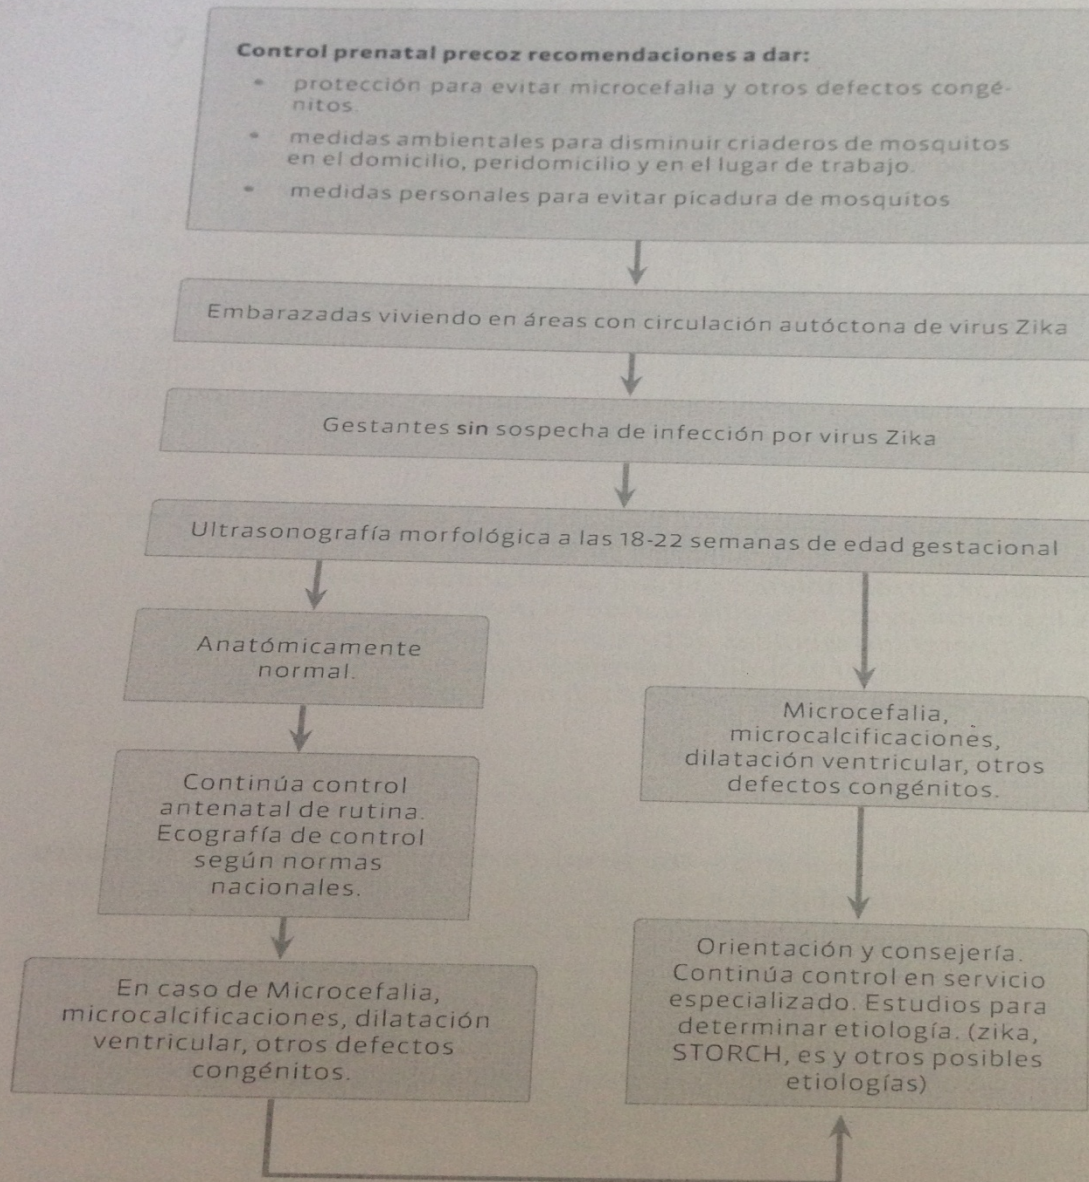 Control prenatal precoz recomendaciones a dar:
• protección para evitar microcefalia y otros defectos congé-
nitos.
• medidas ambientales para disminuir criaderos de mosquitos
en el domicilio, peridomicilio y en el lugar de trabajo.
• medidas personales para evitar picadura de mosquitos
Embarazadas viviendo en áreas con circulación autóctona de virus Zika
Gestantes sin sospecha de infección por virus Zika
Ultrasonografía morfológica a las 18-22 semanas de edad gestacional
Anatómicamente
normal.
Continúa control
antenatal de rutina.
Ecografía de control
según normas
nacionales.
En caso de Microcefalia,
microcalcificaciones, dilatación
ventricular, otros defectos
congénitos.
Microcefalia,
microcalcificaciones,
dilatación ventricular, otros
defectos congénitos.
Orientación y consejería.
Continúa control en servicio
especializado. Estudios para
determinar etiología. (zika,
STORCH, es y otros posibles
etiologías)